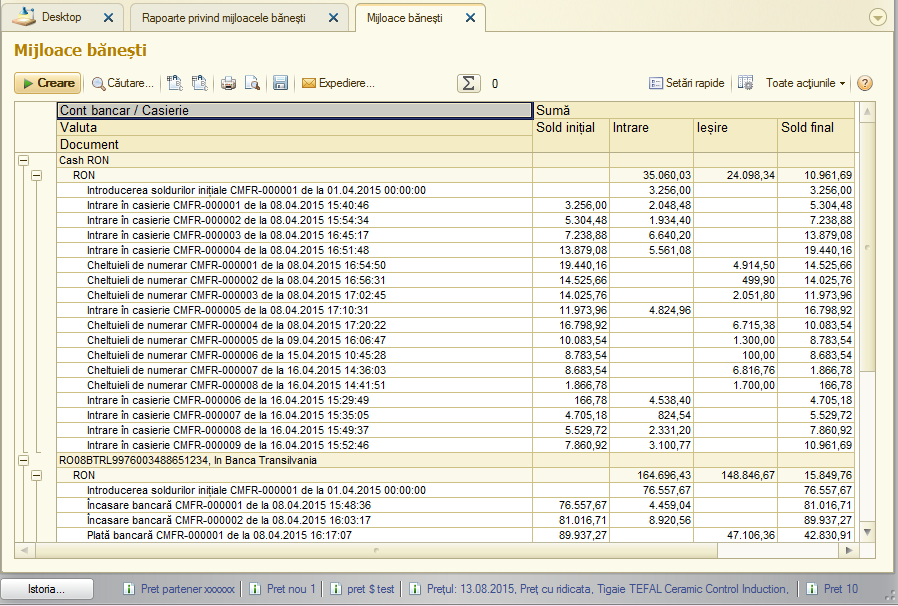 Desktop Rapoarte privind mijloacele bănești Mijloace bănești
Mijloace bănești
Creare Căutare... Expediere... Σ 0 Setări rapide Toate acțiunile ?
Cont bancar / Casierie Sumă
Valuta Sold inițial Intrare Ieșire Sold final
Document
Cash RON
RON 35.060,03 24.098,34 10.961,69
Introducerea soldurilor inițiale CMFR-000001 de la 01.04.2015 00:00:00 3.256,00 3.256,00
Intrare în casierie CMFR-000001 de la 08.04.2015 15:40:46 3.256,00 2.048,48 5.304,48
Intrare în casierie CMFR-000002 de la 08.04.2015 15:54:34 5.304,48 1.934,40 7.238,88
Intrare în casierie CMFR-000003 de la 08.04.2015 16:45:17 7.238,88 6.640,20 13.879,08
Intrare în casierie CMFR-000004 de la 08.04.2015 16:51:48 13.879,08 5.561,08 19.440,16
Cheltuieli de numerar CMFR-000001 de la 08.04.2015 16:54:50 19.440,16 4.914,50 14.525,66
Cheltuieli de numerar CMFR-000002 de la 08.04.2015 16:56:31 14.525,66 499,90 14.025,76
Cheltuieli de numerar CMFR-000003 de la 08.04.2015 17:02:45 14.025,76 2.051,80 11.973,96
Intrare în casierie CMFR-000005 de la 08.04.2015 17:10:31 11.973,96 4.824,96 16.798,92
Cheltuieli de numerar CMFR-000004 de la 08.04.2015 17:20:22 16.798,92 6.715,38 10.083,54
Cheltuieli de numerar CMFR-000005 de la 09.04.2015 16:06:47 10.083,54 1.300,00 8.783,54
Cheltuieli de numerar CMFR-000006 de la 15.04.2015 10:45:28 8.783,54 100,00 8.683,54
Cheltuieli de numerar CMFR-000007 de la 16.04.2015 14:36:03 8.683,54 6.816,76 1.866,78
Cheltuieli de numerar CMFR-000008 de la 16.04.2015 14:41:51 1.866,78 1.700,00 166,78
Intrare în casierie CMFR-000006 de la 16.04.2015 15:29:49 166,78 4.538,40 4.705,18
Intrare în casierie CMFR-000007 de la 16.04.2015 15:35:05 4.705,18 824,54 5.529,72
Intrare în casierie CMFR-000008 de la 16.04.2015 15:49:37 5.529,72 2.331,20 7.860,92
Intrare în casierie CMFR-000009 de la 16.04.2015 15:52:46 7.860,92 3.100,77 10.961,69
RO08BTRL9976003488651234, In Banca Transilvania
RON 164.696,43 148.846,67 15.849,76
Introducerea soldurilor inițiale CMFR-000001 de la 01.04.2015 00:00:00 76.557,67 76.557,67
Încasare bancară CMFR-000001 de la 08.04.2015 15:48:36 76.557,67 4.459,04 81.016,71
Încasare bancară CMFR-000002 de la 08.04.2015 16:03:17 81.016,71 8.920,56 89.937,27
Plată bancară CMFR-000001 de la 08.04.2015 16:17:07 89.937,27 47.106,36 42.830,91
Istoria... Pret partener xxxxxx Pret nou 1 pret $ test Prețul: 13.08.2015, Preț cu ridicata, Tigaie TEFAL Ceramic Control Induction, Pret 10